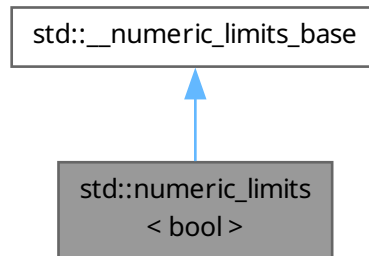 std::__numeric_limits_base
std::numeric_limits
< bool >